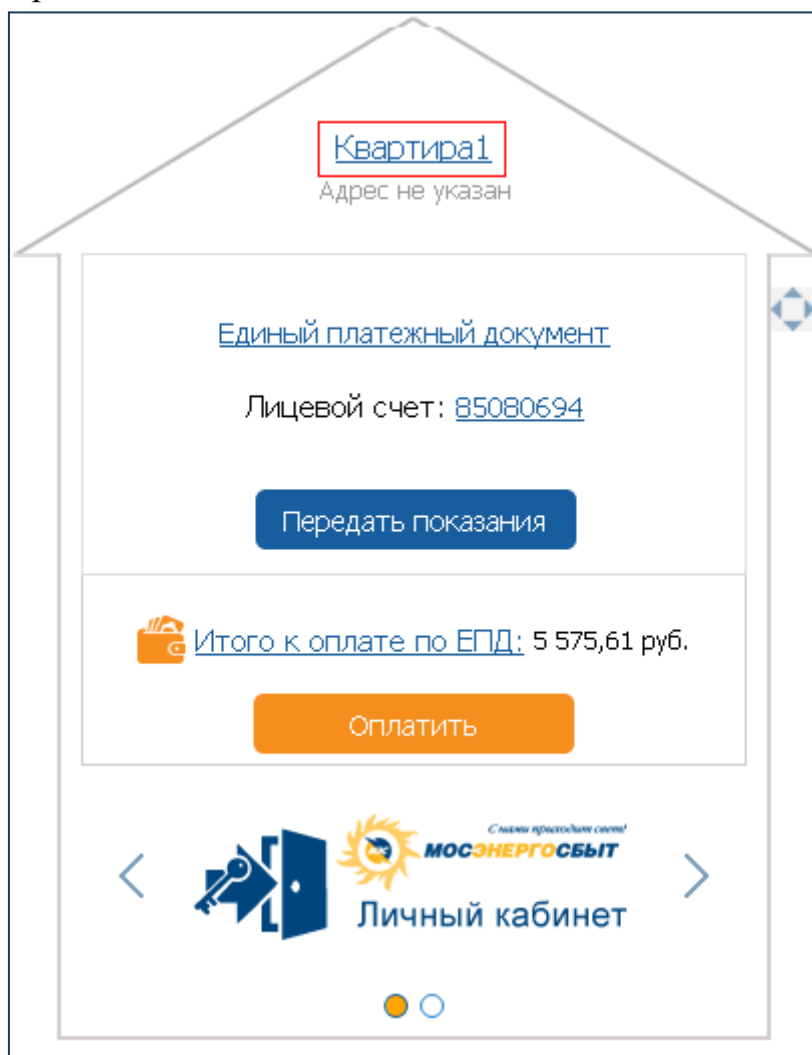 Квартира1
Адрес не указан
Единый платежный документ
Лицевой счет: 85080694
Передать показания
Итого к оплате по ЕПД: 5 575,61 руб.
Оплатить
С нами приходит свет!
МОСЭНЕРГОСБЫТ
Личный кабинет